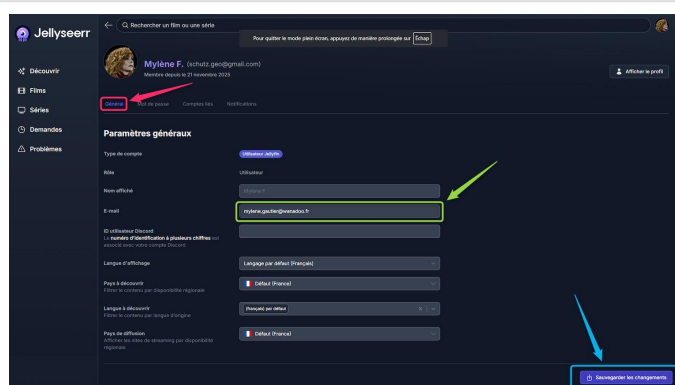 Jellyseerr
Rechercher un film ou une série
Pour quitter le mode plein écran, appuyez de manière prolongée sur Échap
Mylène F. (schutz.geo@gmail.com)
Membre depuis le 21 novembre 2025
Afficher le profil
Découvrir
Films
Séries
Demandes
Problèmes
Général Mot de passe Comptes liés Notifications
Paramètres généraux
Type de compte Utilisateur Jellyfin
Rôle Utilisateur
Nom affiché Mylène F.
E-mail mylene.gautier@wanadoo.fr
ID utilisateur Discord
Le numéro d'identification à plusieurs chiffres est
associé avec votre compte Discord
Langue d'affichage Langage par défaut (Français)
Pays à découvrir Défaut (France)
Filtrer le contenu par disponibilité régionale
Langue à découvrir (Français) par défaut
Filtrer le contenu par langue d'origine
Pays de diffusion Défaut (France)
Afficher les sites de streaming par disponibilité
régionale
Sauvegarder les changements